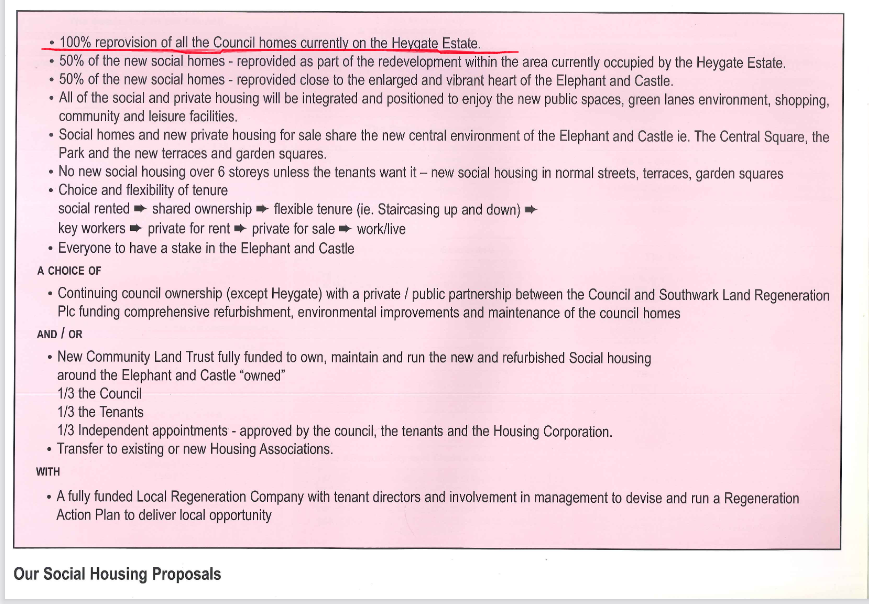 • 100% reprovision of all the Council homes currently on the Heygate Estate.
• 50% of the new social homes - reprovided as part of the redevelopment within the area currently occupied by the Heygate Estate.
• 50% of the new social homes - reprovided close to the enlarged and vibrant heart of the Elephant and Castle.
• All of the social and private housing will be integrated and positioned to enjoy the new public spaces, green lanes environment, shopping,
community and leisure facilities.
• Social homes and new private housing for sale share the new central environment of the Elephant and Castle ie. The Central Square, the
Park and the new terraces and garden squares.
• No new social housing over 6 storeys unless the tenants want it – new social housing in normal streets, terraces, garden squares
• Choice and flexibility of tenure
social rented ➨ shared ownership ➨ flexible tenure (ie. Staircasing up and down) ➨
key workers ➨ private for rent ➨ private for sale ➨ work/live
• Everyone to have a stake in the Elephant and Castle
A CHOICE OF
• Continuing council ownership (except Heygate) with a private / public partnership between the Council and Southwark Land Regeneration
Plc funding comprehensive refurbishment, environmental improvements and maintenance of the council homes
AND / OR
• New Community Land Trust fully funded to own, maintain and run the new and refurbished Social housing
around the Elephant and Castle “owned”
1/3 the Council
1/3 the Tenants
1/3 Independent appointments - approved by the council, the tenants and the Housing Corporation.
• Transfer to existing or new Housing Associations.
WITH
• A fully funded Local Regeneration Company with tenant directors and involvement in management to devise and run a Regeneration
Action Plan to deliver local opportunity
Our Social Housing Proposals